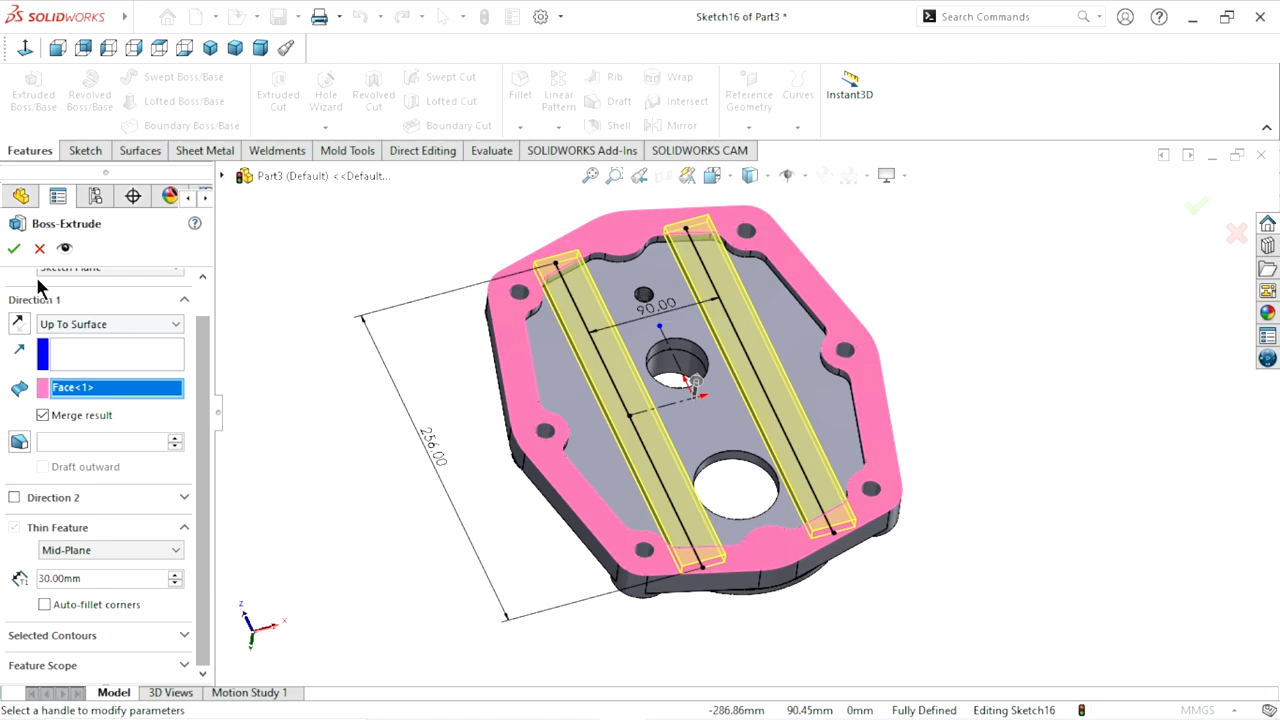 SOLIDWORKS
Sketch16 of Part3 *
Search Commands
Extruded Boss/Base
Revolved Boss/Base
Swept Boss/Base
Lofted Boss/Base
Boundary Boss/Base
Extruded Cut
Hole Wizard
Revolved Cut
Swept Cut
Lofted Cut
Boundary Cut
Fillet
Linear Pattern
Rib
Draft
Shell
Wrap
Intersect
Mirror
Reference Geometry
Curves
Instant3D
Features
Sketch
Surfaces
Sheet Metal
Weldments
Mold Tools
Direct Editing
Evaluate
SOLIDWORKS Add-Ins
SOLIDWORKS CAM
Part3 (Default) <<Default...
Boss-Extrude
Sketch Plane
Direction 1
Up To Surface
Face<1>
Merge result
Draft outward
Direction 2
Thin Feature
Mid-Plane
30.00mm
Auto-fillet corners
Selected Contours
Feature Scope
90.00
256.00
z
x
y
Model
3D Views
Motion Study 1
Select a handle to modify parameters
-286.86mm
90.45mm
0mm
Fully Defined
Editing Sketch16
MMGS